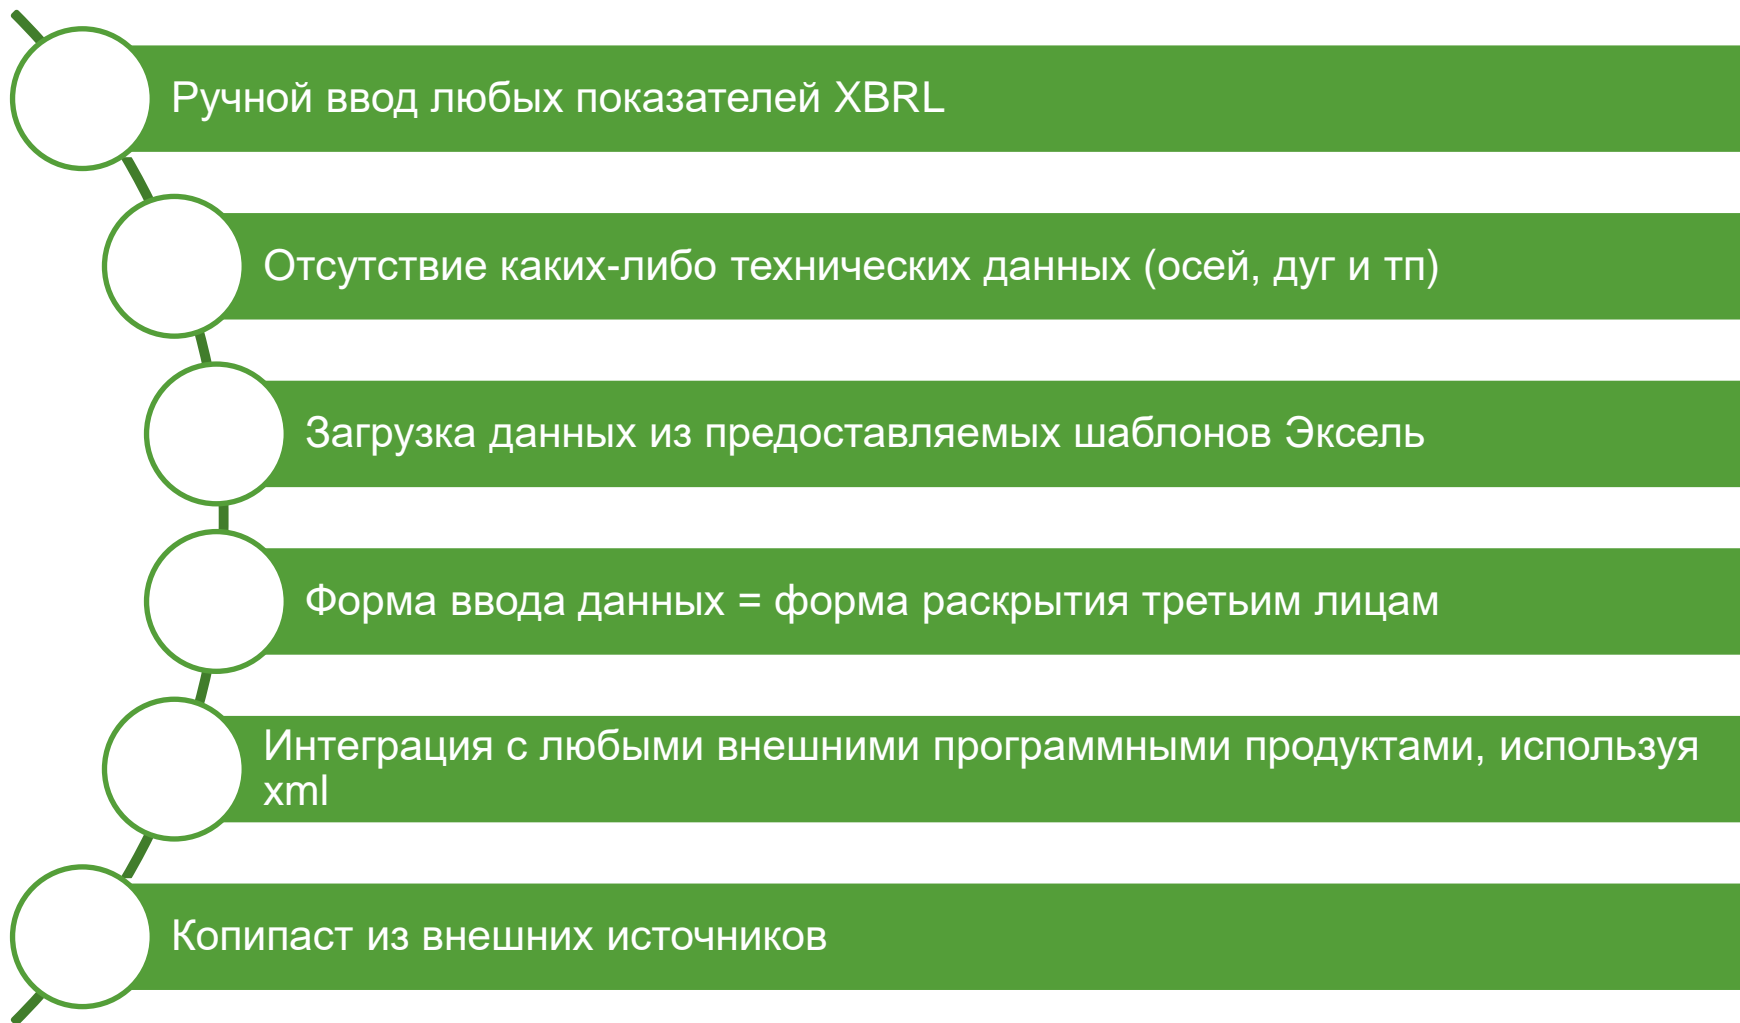 Ручной ввод любых показателей XBRL
Отсутствие каких-либо технических данных (осей, дуг и тп)
Загрузка данных из предоставляемых шаблонов Эксель
Форма ввода данных = форма раскрытия третьим лицам
Интеграция с любыми внешними программными продуктами, используя
xml
Копипаст из внешних источников